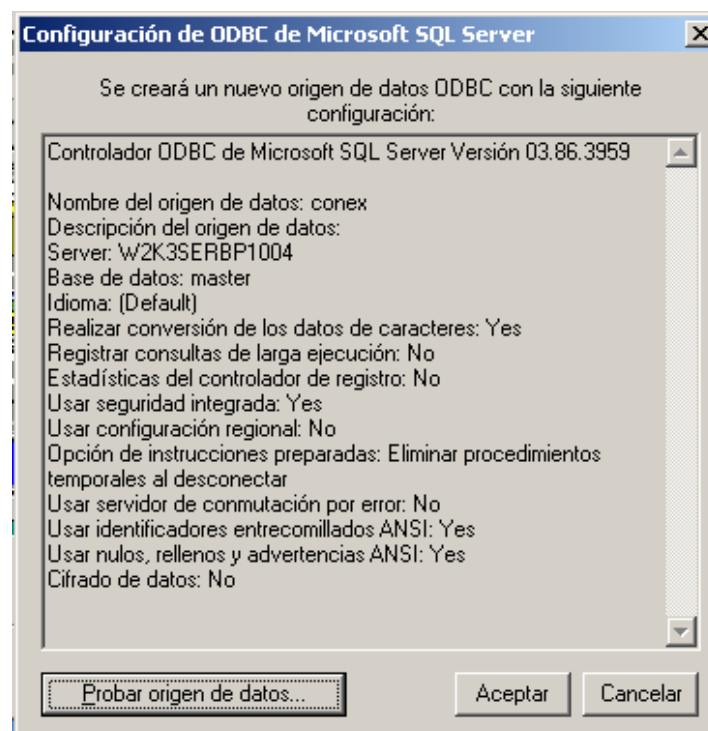 Configuración de ODBC de Microsoft SQL Server
Se creará un nuevo origen de datos ODBC con la siguiente
configuración:
Controlador ODBC de Microsoft SQL Server Versión 03.86.3959
Nombre del origen de datos: conex
Descripción del origen de datos:
Server: W2K3SERBP1004
Base de datos: master
Idioma: (Default)
Realizar conversión de los datos de caracteres: Yes
Registrar consultas de larga ejecución: No
Estadísticas del controlador de registro: No
Usar seguridad integrada: Yes
Usar configuración regional: No
Opción de instrucciones preparadas: Eliminar procedimientos
temporales al desconectar
Usar servidor de conmutación por error: No
Usar identificadores entrecomillados ANSI: Yes
Usar nulos, rellenos y advertencias ANSI: Yes
Cifrado de datos: No
Probar origen de datos... Aceptar Cancelar